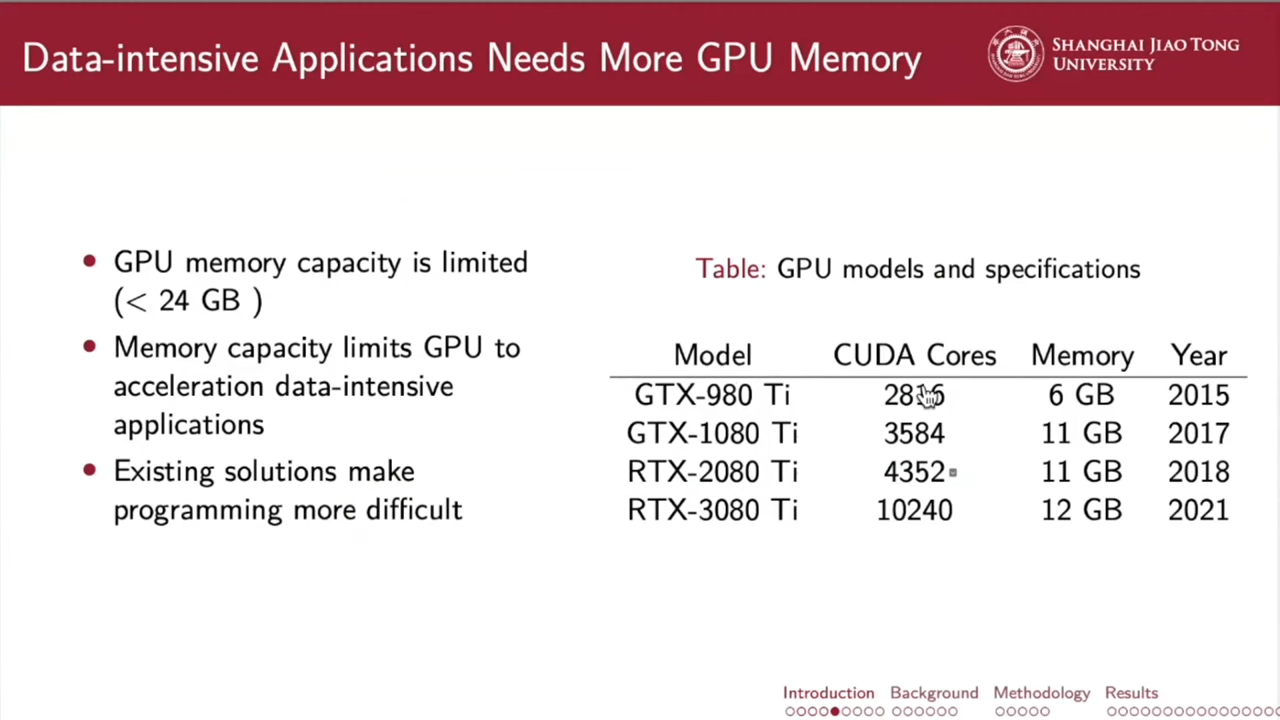 Data-intensive Applications Needs More GPU Memory
SHANGHAI JIAO TONG
UNIVERSITY
GPU memory capacity is limited
(< 24 GB )
Memory capacity limits GPU to
acceleration data-intensive
applications
Existing solutions make
programming more difficult
Table: GPU models and specifications
Model CUDA Cores Memory Year
GTX-980 Ti 6 GB 2015
GTX-1080 Ti 3584 11 GB 2017
RTX-2080 Ti 4352 11 GB 2018
RTX-3080 Ti 10240 12 GB 2021
Introduction Background Methodology Results